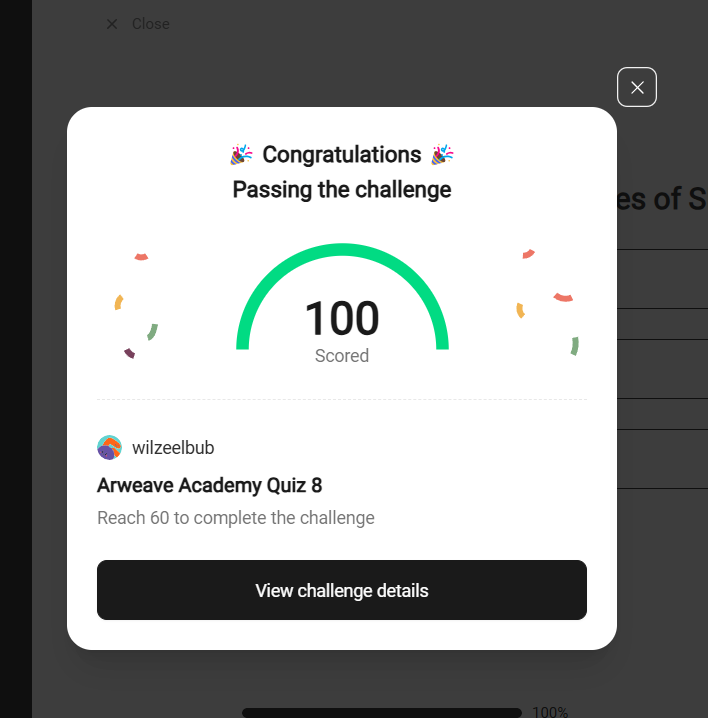 Close
🎉 Congratulations 🎉
Passing the challenge
es of S
100
Scored
wilzeelbub
Arweave Academy Quiz 8
Reach 60 to complete the challenge
View challenge details
100%